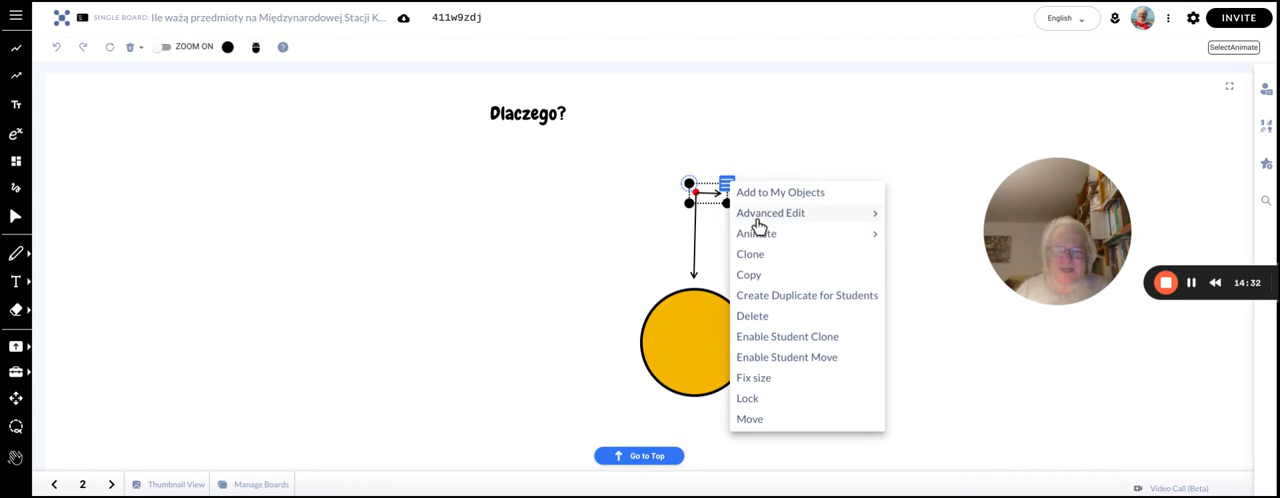 SINGLE BOARD: Ile ważą przedmioty na Międzynarodowej Stacji K...
411w9zdj
English
INVITE
ZOOM ON
SelectAnimate
Dlaczego?
Add to My Objects
Advanced Edit
Animate
Clone
Copy
Create Duplicate for Students
Delete
Enable Student Clone
Enable Student Move
Fix size
Lock
Move
14:32
Go to Top
2
Thumbnail View
Manage Boards
Video Call (Beta)